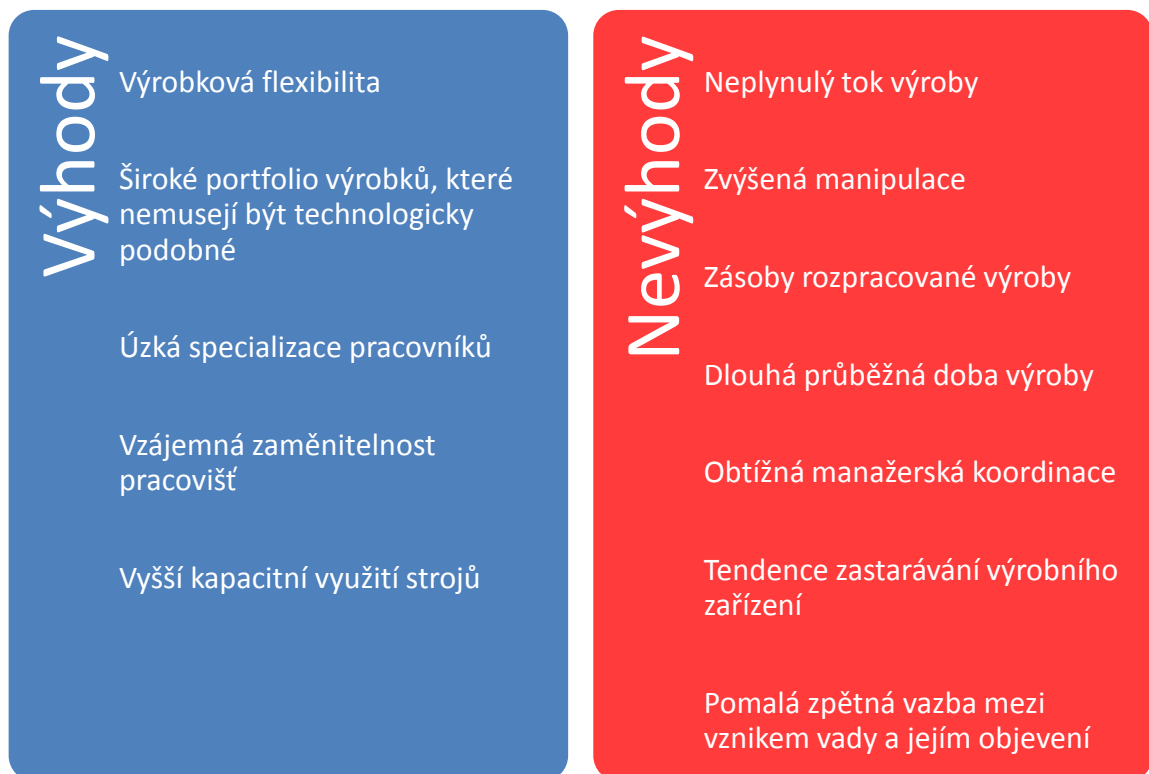 Výhody
Výrobková flexibilita
Široké portfolio výrobků, které
nemusejí být technologicky
podobné
Úzká specializace pracovníků
Vzájemná zaměnitelnost
pracovišť
Vyšší kapacitní využití strojů
Nevýhody
Neplynulý tok výroby
Zvýšená manipulace
Zásoby rozpracované výroby
Dlouhá průběžná doba výroby
Obtížná manažerská koordinace
Tendence zastarávání výrobního
zařízení
Pomalá zpětná vazba mezi
vznikem vady a jejím objevení